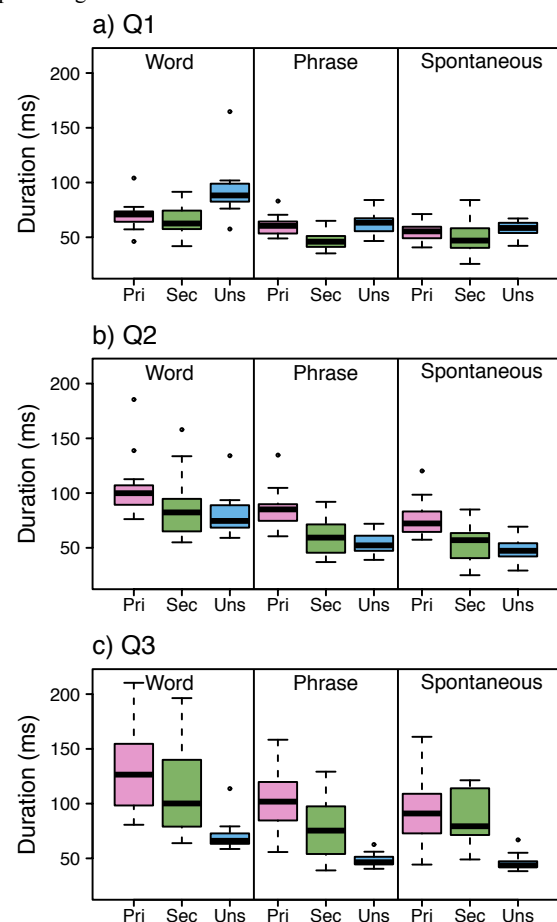 a) Q1
Word Phrase Spontaneous
Duration (ms)
200
150
100
50
Pri Sec Uns Pri Sec Uns Pri Sec Uns
b) Q2
Word Phrase Spontaneous
Duration (ms)
200
150
100
50
Pri Sec Uns Pri Sec Uns Pri Sec Uns
c) Q3
Word Phrase Spontaneous
Duration (ms)
200
150
100
50
Pri Sec Uns Pri Sec Uns Pri Sec Uns